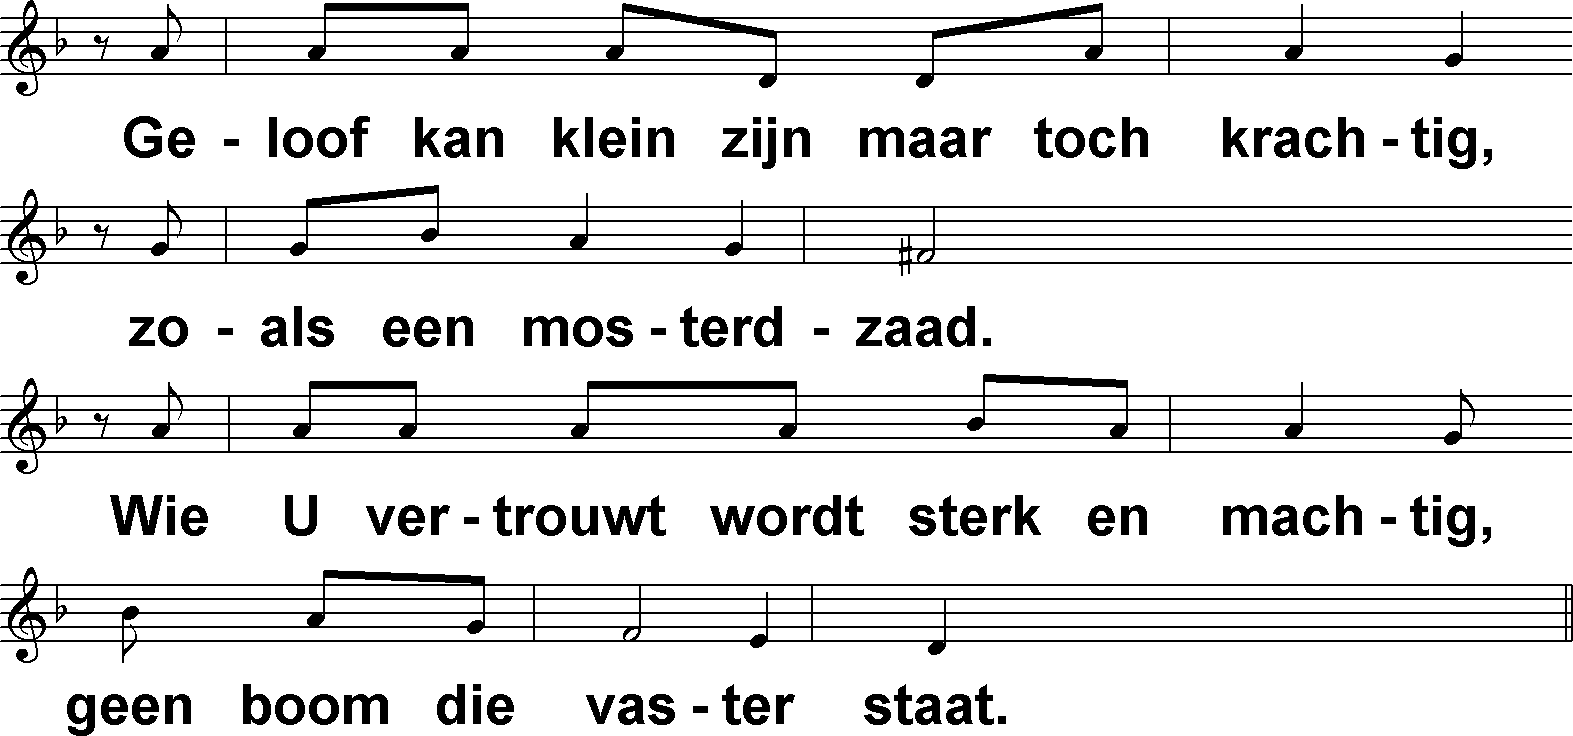 Ge - loof kan klein zijn maar toch krach - tig,
zo - als een mos - terd - zaad.
Wie U ver - trouwt wordt sterk en mach - tig,
geen boom die vas - ter staat.